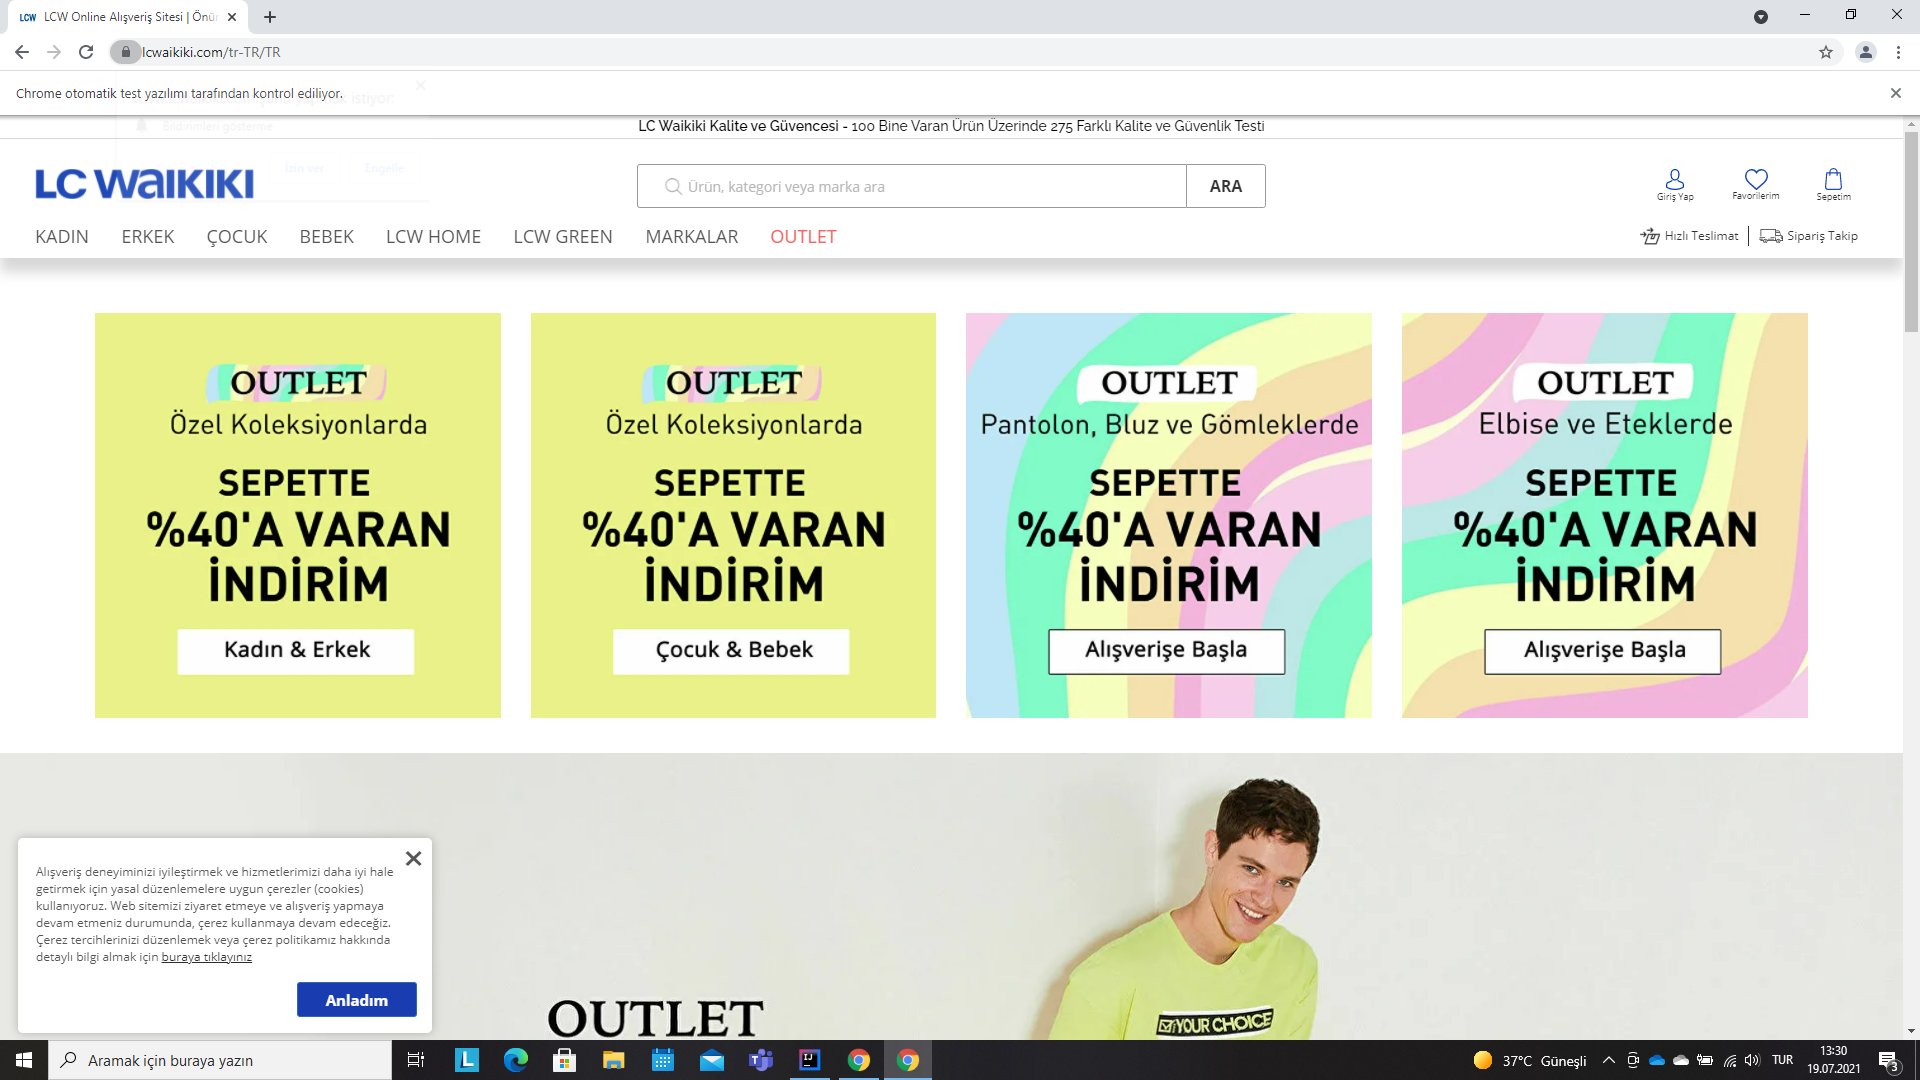 LCW LCW Online Alışveriş Sitesi | Önür
lcwaikiki.com/tr-TR/TR
Chrome otomatik test yazılımı tarafından kontrol ediliyor.
istiyor:
Bildirimleri gösterme
İzin ver Engelle
LC Waikiki Kalite ve Güvencesi - 100 Bine Varan Ürün Üzerinde 275 Farklı Kalite ve Güvenlik Testi
LC WAIKIKI
Ürün, kategori veya marka ara ARA
Giriş Yap Favorilerim Sepetim
KADIN ERKEK ÇOCUK BEBEK LCW HOME LCW GREEN MARKALAR OUTLET
Hızlı Teslimat Sipariş Takip
OUTLET
Özel Koleksiyonlarda
SEPETTE
%40'A VARAN
İNDİRİM
Kadın & Erkek
OUTLET
Özel Koleksiyonlarda
SEPETTE
%40'A VARAN
İNDİRİM
Çocuk & Bebek
OUTLET
Pantolon, Bluz ve Gömleklerde
SEPETTE
%40'A VARAN
İNDİRİM
Alışverişe Başla
OUTLET
Elbise ve Eteklerde
SEPETTE
%40'A VARAN
İNDİRİM
Alışverişe Başla
Alışveriş deneyiminizi iyileştirmek ve hizmetlerimizi daha iyi hale
getirmek için yasal düzenlemelere uygun çerezler (cookies)
kullanıyoruz. Web sitemizi ziyaret etmeye ve alışveriş yapmaya
devam etmeniz durumunda, çerez kullanmaya devam edeceğiz.
Çerez tercihlerinizi düzenlemek veya çerez politikamız hakkında
detaylı bilgi almak için buraya tıklayınız
Anladım
OUTLET
YOUR CHOICE
Aramak için buraya yazın
37°C Güneşli
TUR
13:30
19.07.2021
3